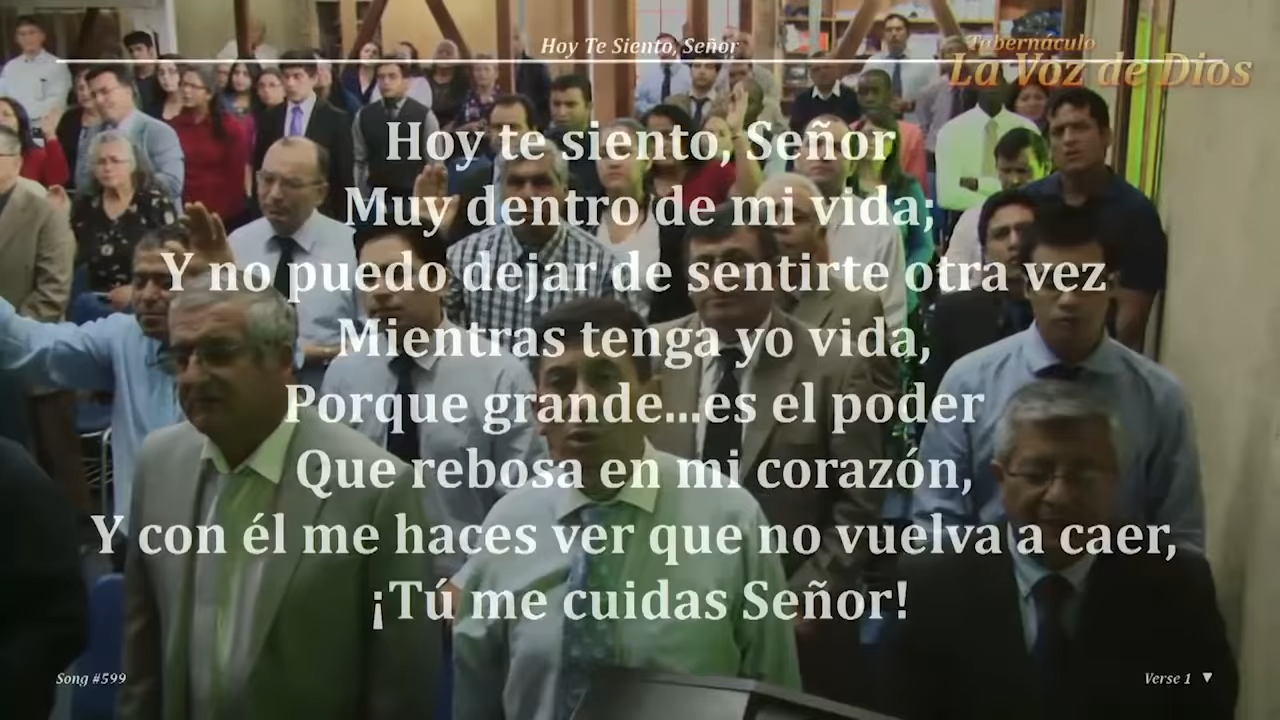 Hoy Te Siento, Señor
Tabernáculo
La Voz de Dios
Hoy te siento, Señor
Muy dentro de mi vida;
Y no puedo dejar de sentirte otra vez
Mientras tenga yo vida,
Porque grande...es el poder
Que rebosa en mi corazón,
Y con él me haces ver que no vuelva a caer,
¡Tú me cuidas Señor!
Song #599
Verse 1 ▼